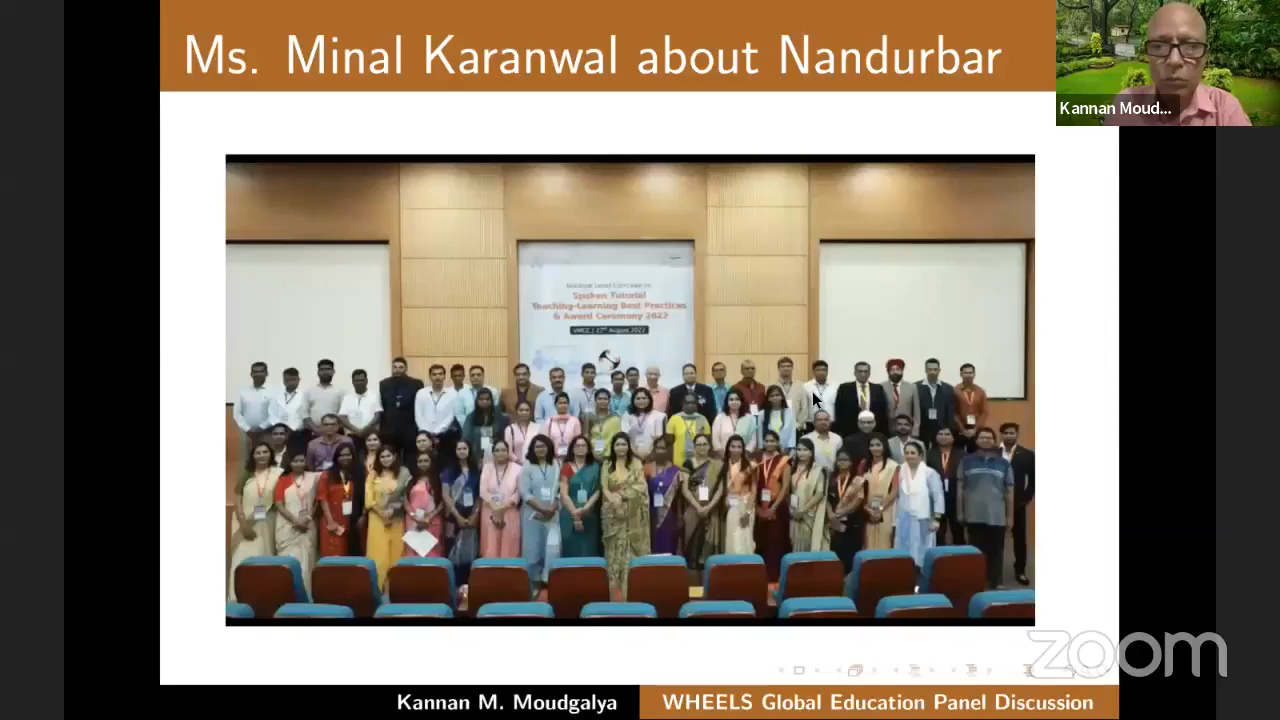 Ms. Minal Karanwal about Nandurbar
Kannan Moud...
Spoken Tutorial
Teaching-Learning Best Practices
& Award Ceremony 2022
zoom
Kannan M. Moudgalya
WHEELS Global Education Panel Discussion